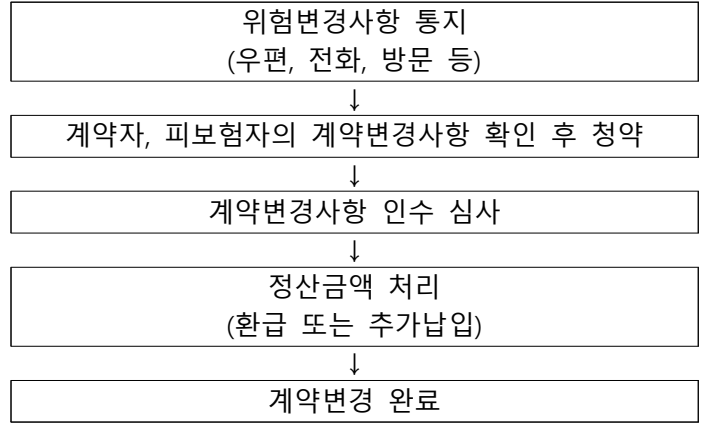 위험변경사항 통지
(우편, 전화, 방문 등)
↓
계약자, 피보험자의 계약변경사항 확인 후 청약
↓
계약변경사항 인수 심사
↓
정산금액 처리
(환급 또는 추가납입)
↓
계약변경 완료